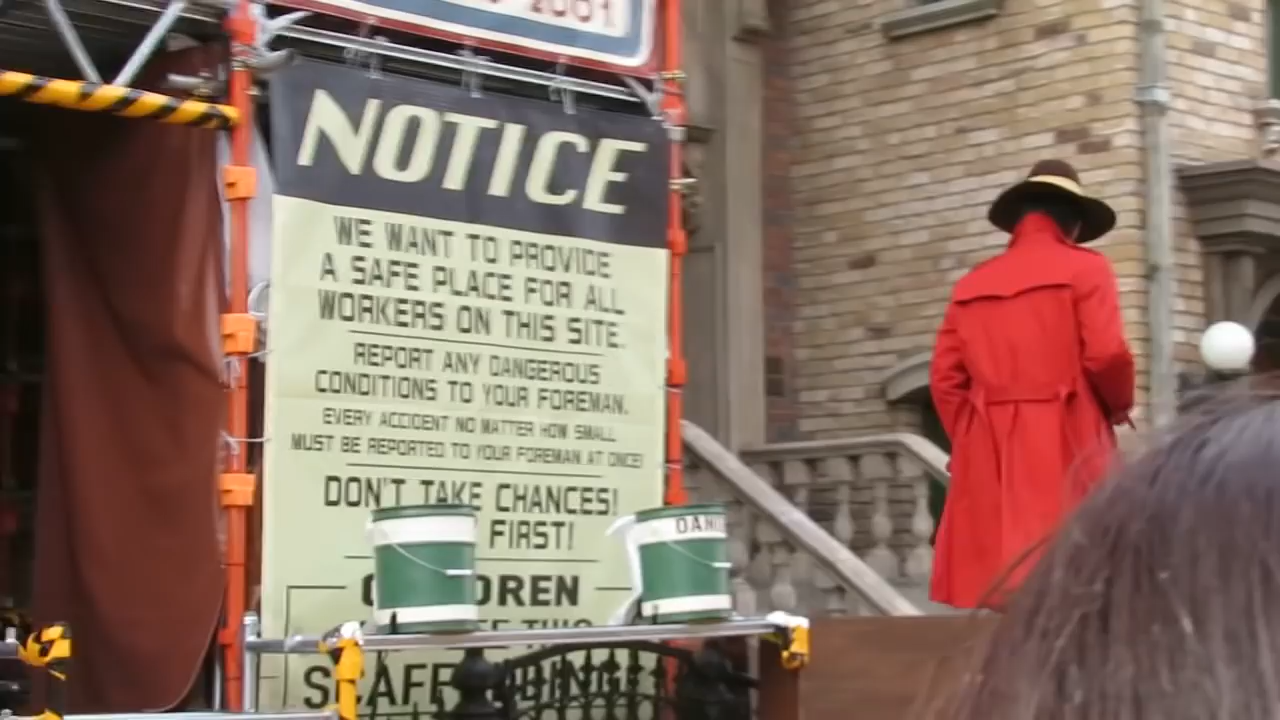 2001
NOTICE
WE WANT TO PROVIDE
A SAFE PLACE FOR ALL
WORKERS ON THIS SITE.
REPORT ANY DANGEROUS
CONDITIONS TO YOUR FOREMAN.
EVERY ACCIDENT NO MATTER HOW SMALL
MUST BE REPORTED TO YOUR FOREMAN AT ONCE!
DON'T TAKE CHANCES!
FIRST!